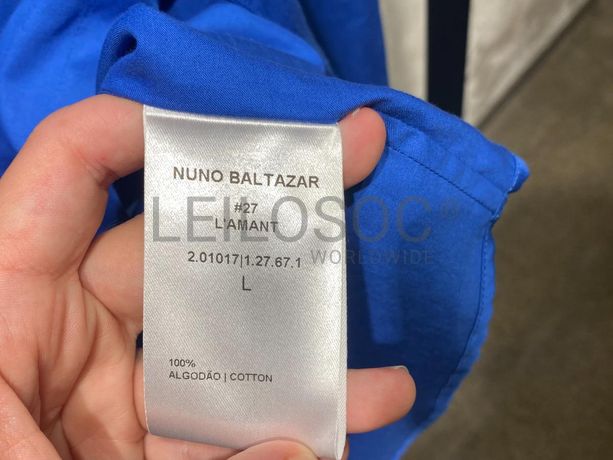 NUNO BALTAZAR
#27
L'AMANT
LEILOSOC®
WORLDWIDE
2.01017|1.27.67.1
L
100%
ALGODÃO | COTTON